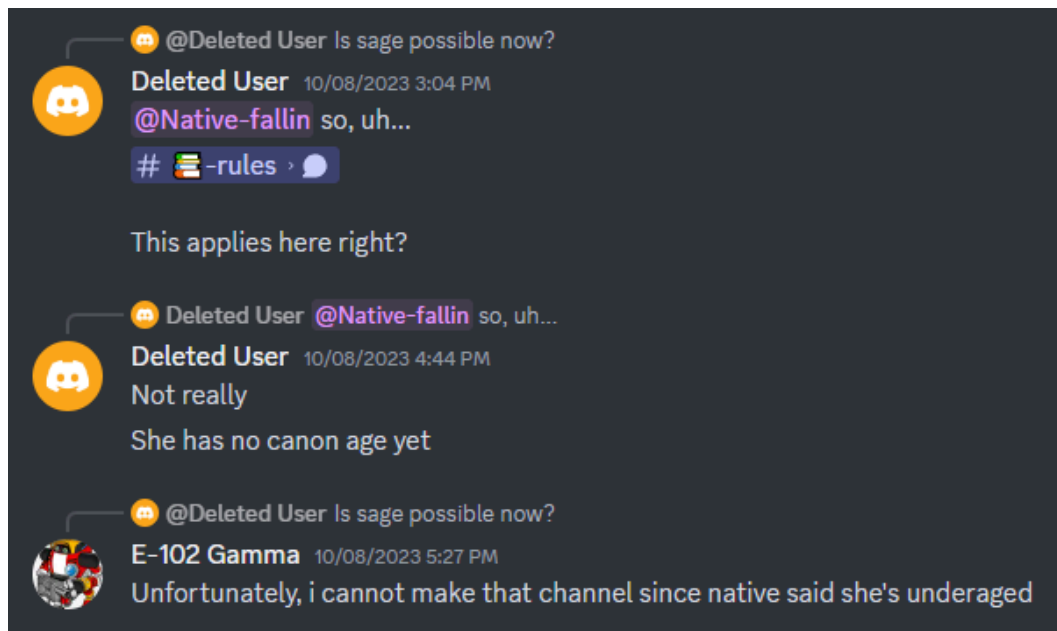 @Deleted User Is sage possible now?
Deleted User 10/08/2023 3:04 PM
@Native-fallin so, uh...
# 📚-rules ›
This applies here right?
Deleted User @Native-fallin so, uh...
Deleted User 10/08/2023 4:44 PM
Not really
She has no canon age yet
@Deleted User Is sage possible now?
E-102 Gamma 10/08/2023 5:27 PM
Unfortunately, i cannot make that channel since native said she's underaged